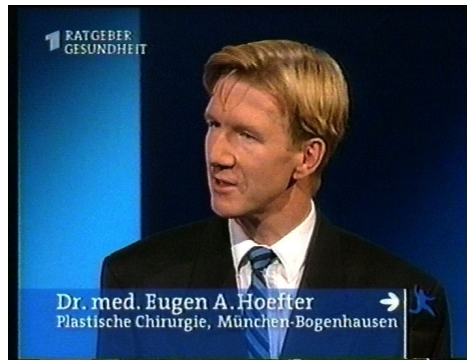 1 RATGEBER
GESUNDHEIT
Dr. med. Eugen A. Hoefter
Plastische Chirurgie, München-Bogenhausen